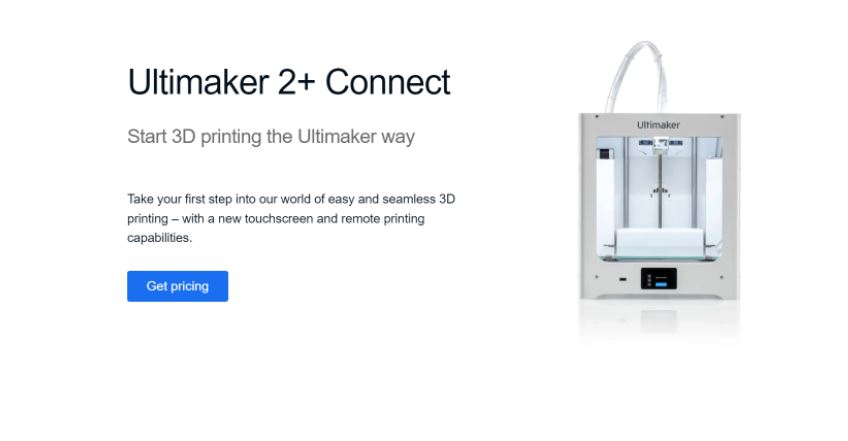 Ultimaker 2+ Connect
Start 3D printing the Ultimaker way
Take your first step into our world of easy and seamless 3D
printing – with a new touchscreen and remote printing
capabilities.
Get pricing
Ultimaker